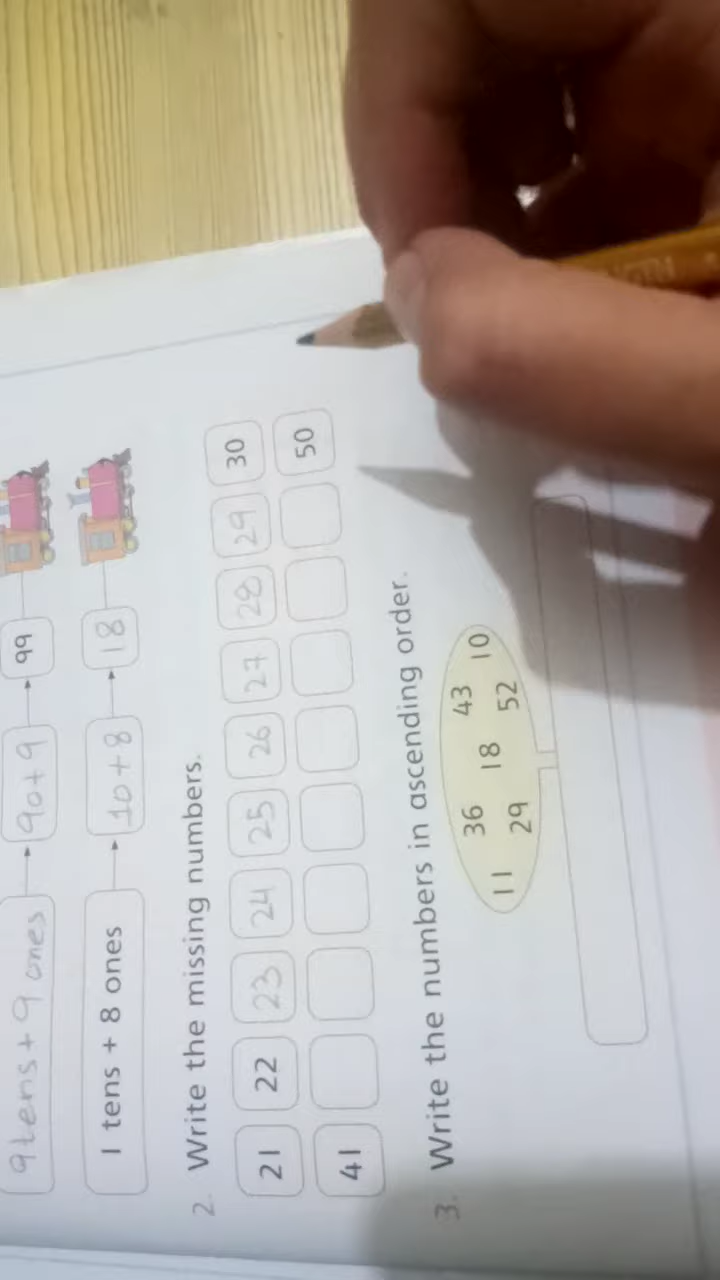 9tens+ 9 ones 90+9 99
1 tens + 8 ones 10+8 18
2. Write the missing numbers.
21 22 23 24 25 26 27 28 29 30
41 50
3. Write the numbers in ascending order.
36 43
11 18 10
29 52